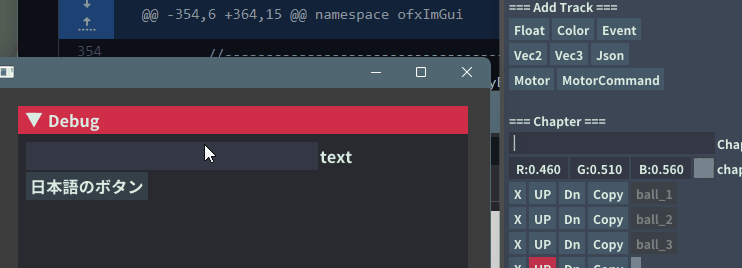 @@ -354,6 +364,15 @@ namespace ofxImGui
354
//
Debug
text
日本語のボタン
=== Add Track ===
Float Color Event
Vec2 Vec3 Json
Motor MotorCommand
=== Chapter ===
Chap
R:0.460 G:0.510 B:0.560 chap
X UP Dn Copy ball_1
X UP Dn Copy ball_2
X UP Dn Copy ball_3
X UP Dn Copy